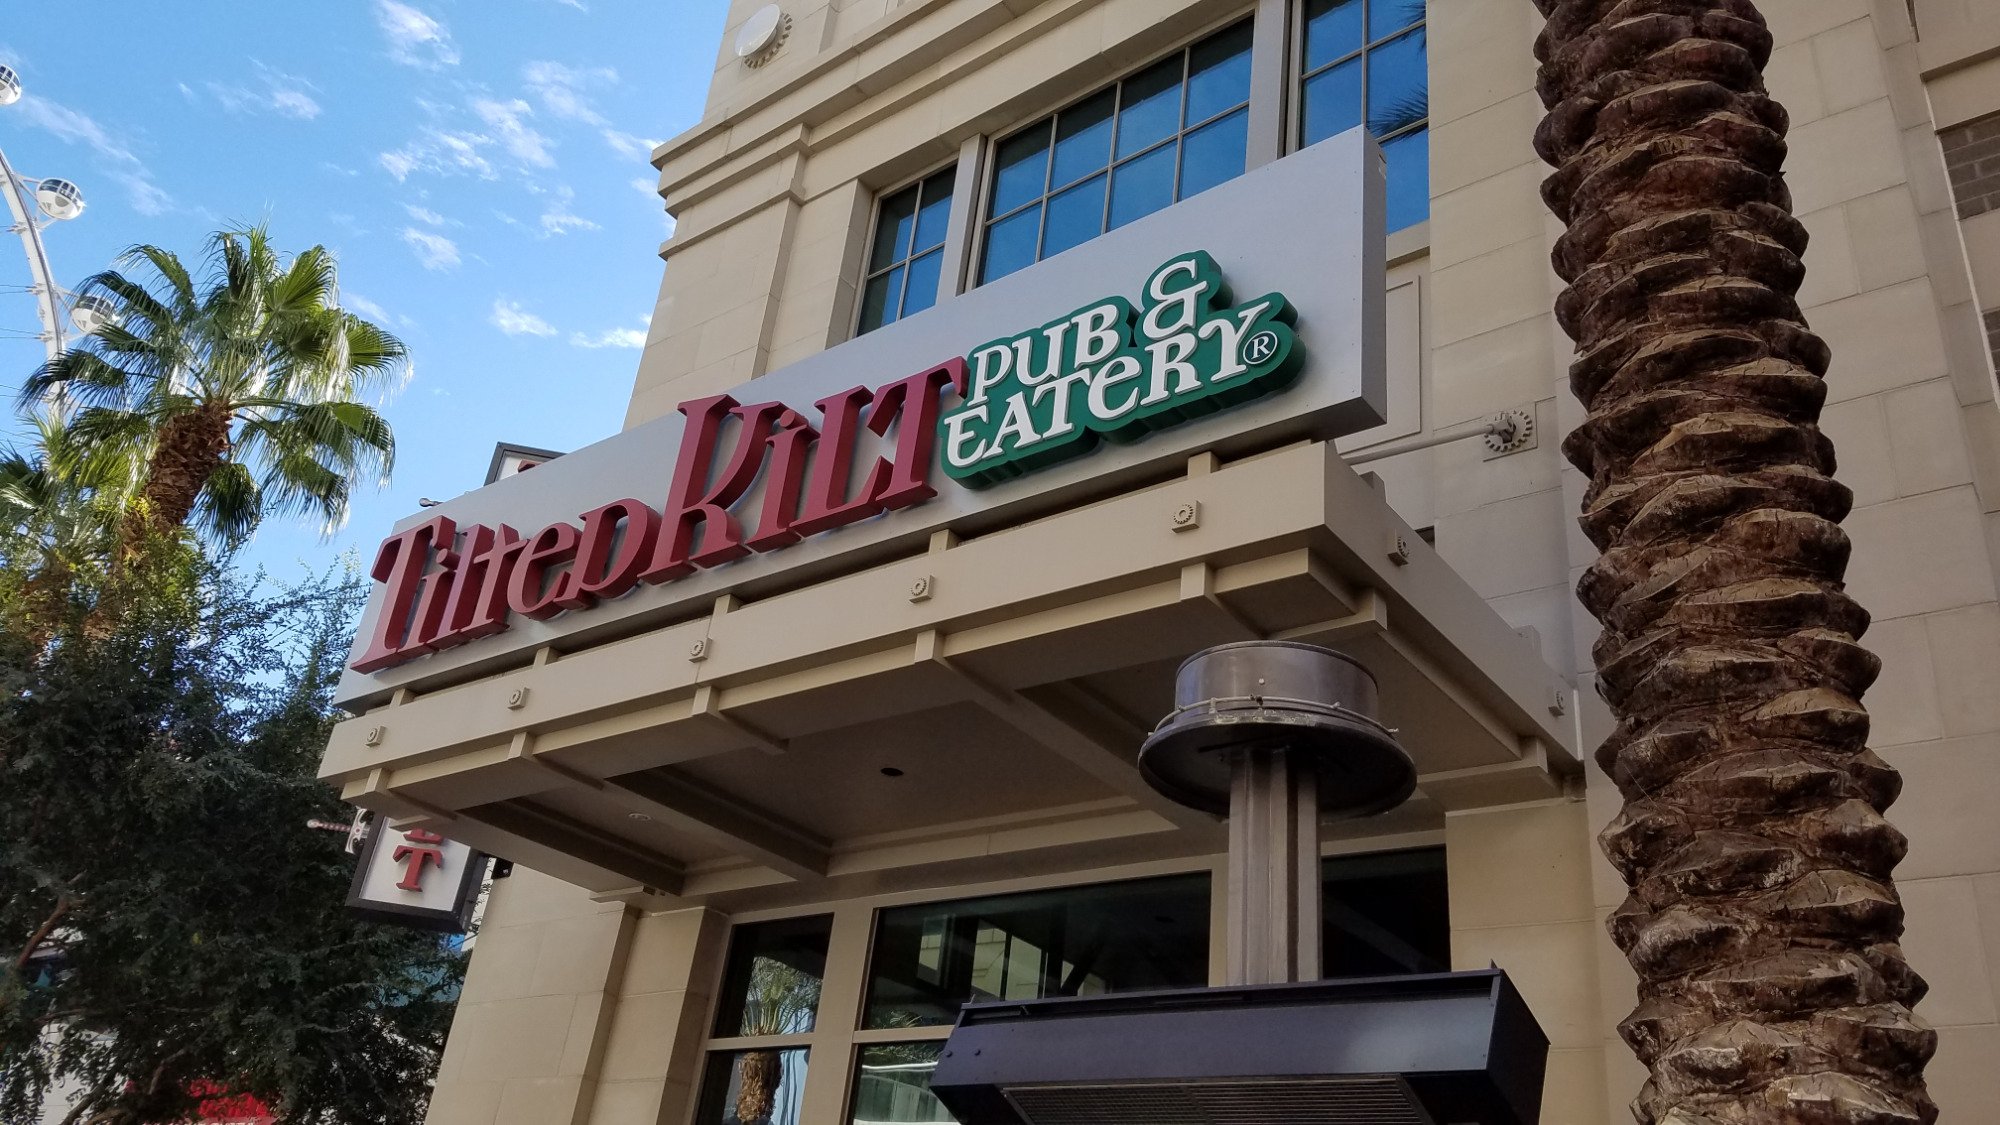 Tilted Kilt
PUB &
EATERY®
T